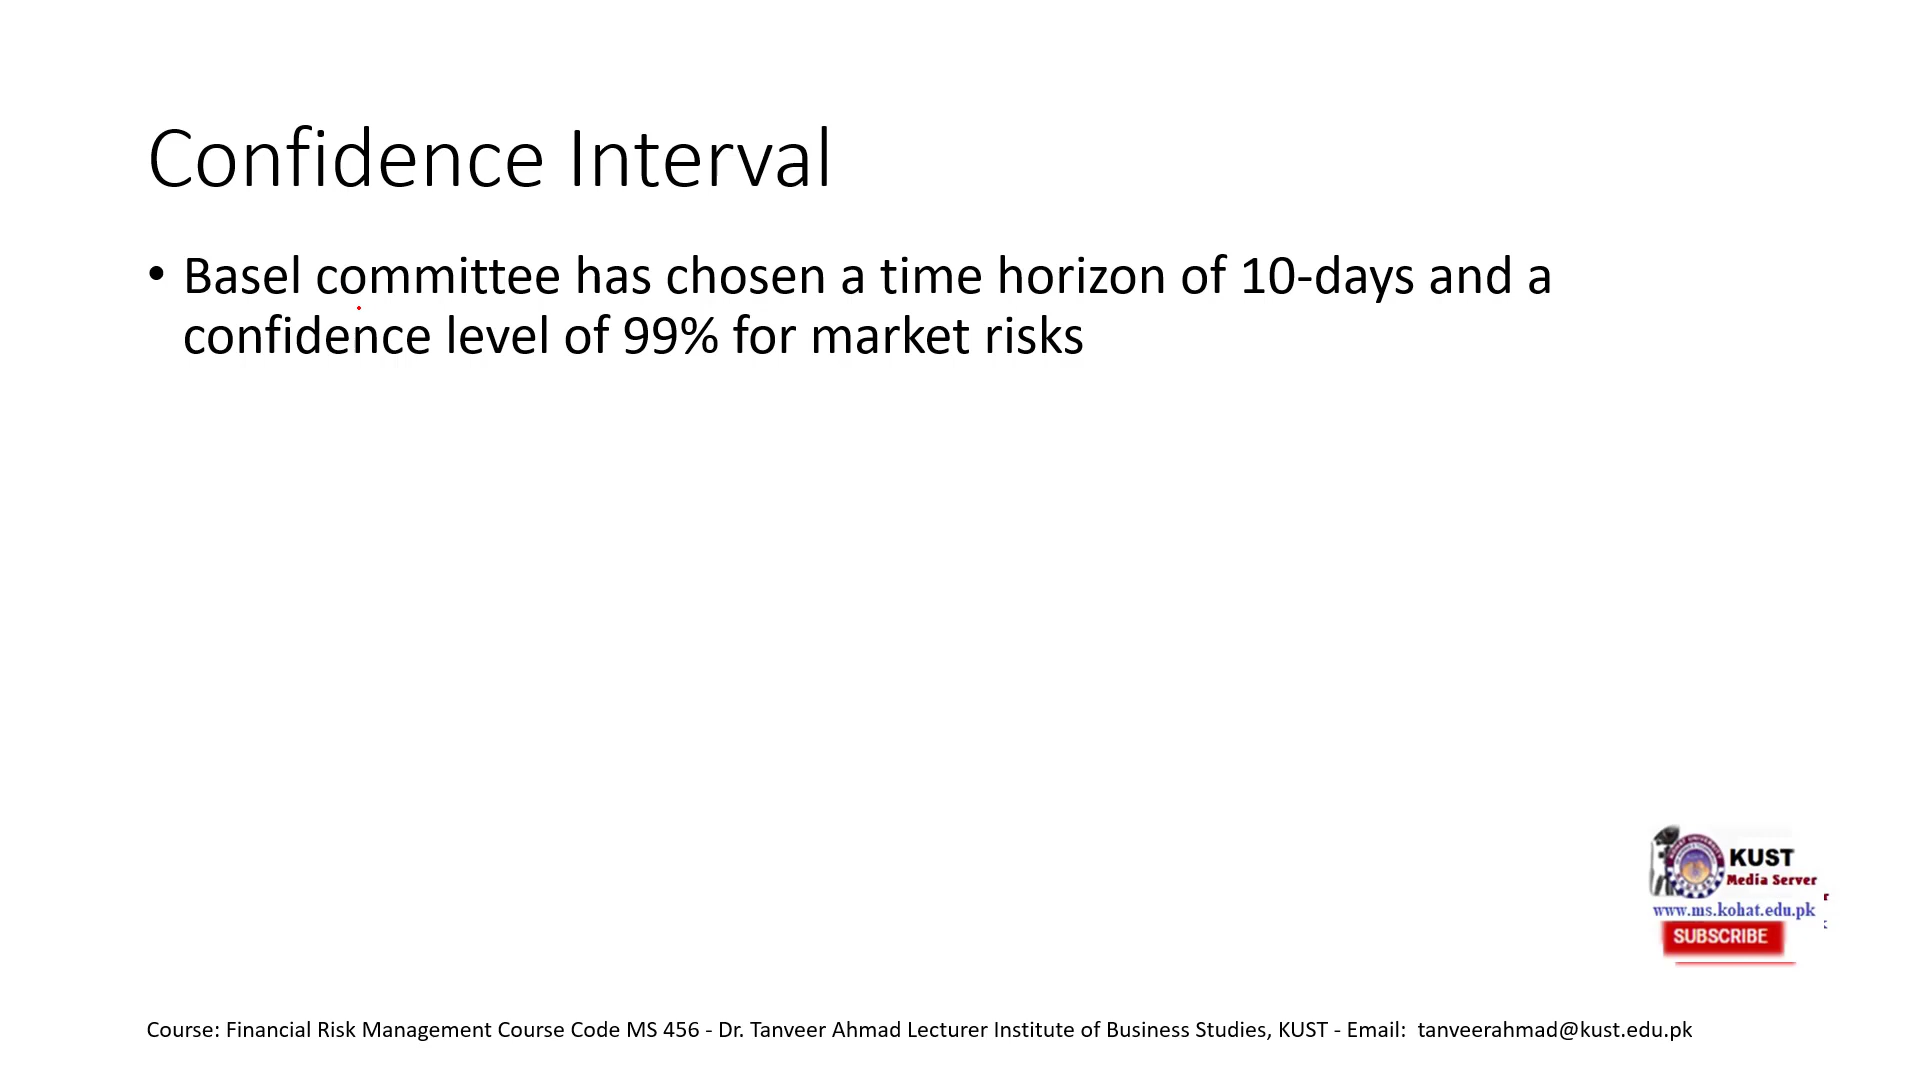 Confidence Interval
• Basel committee has chosen a time horizon of 10-days and a
confidence level of 99% for market risks
KUST
Media Server
www.ms.kohat.edu.pk
SUBSCRIBE
Course: Financial Risk Management Course Code MS 456 - Dr. Tanveer Ahmad Lecturer Institute of Business Studies, KUST - Email: tanveerahmad@kust.edu.pk